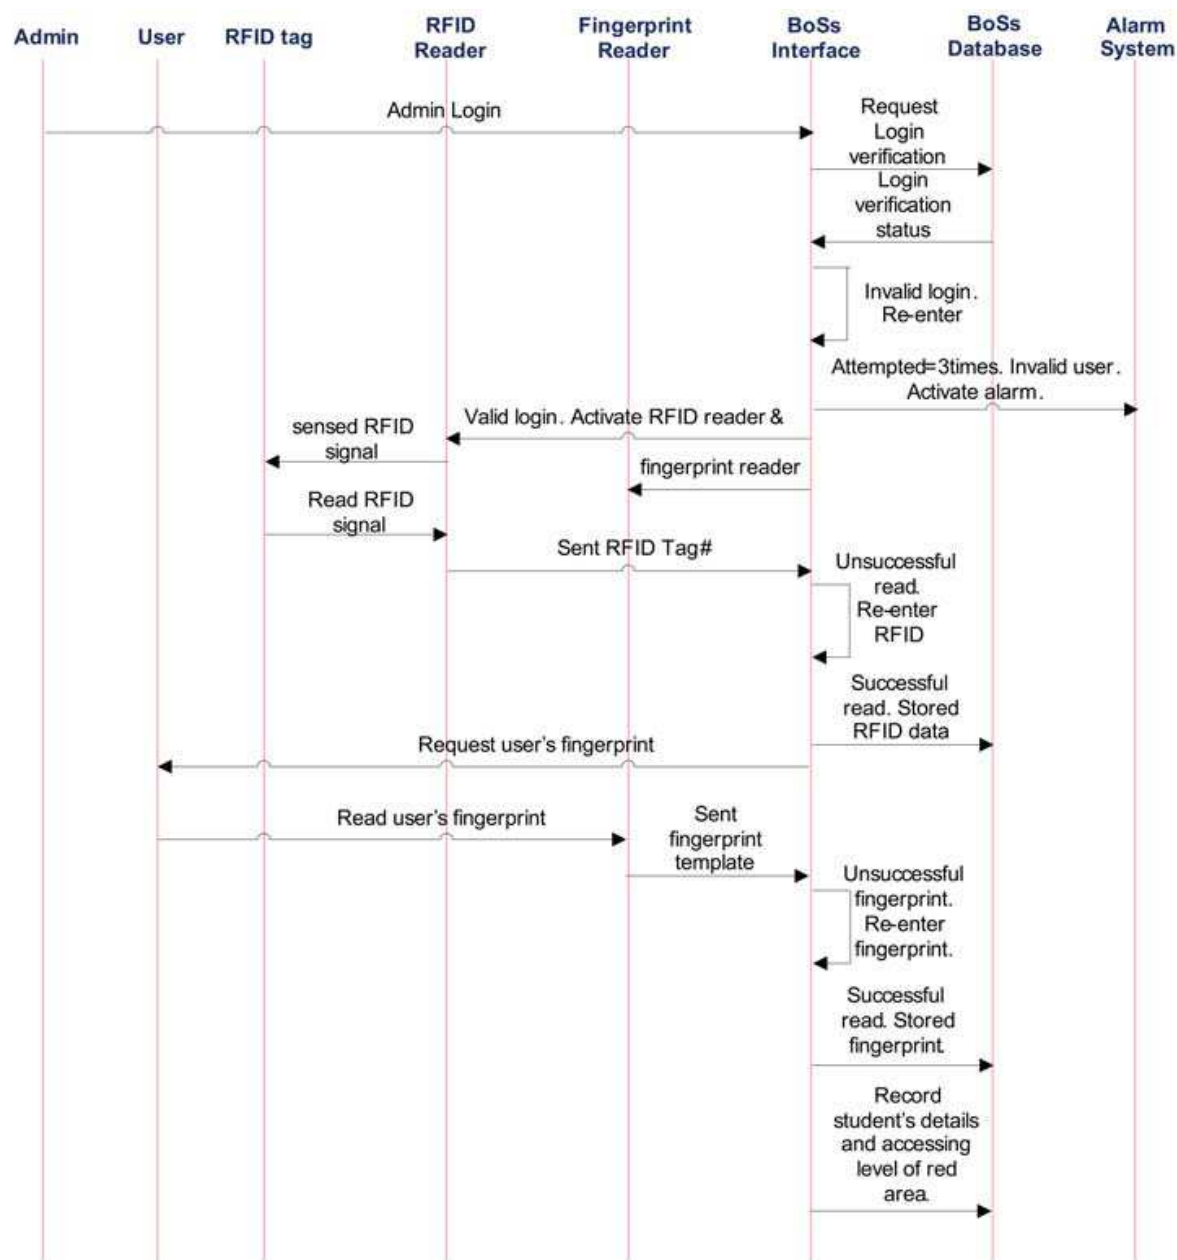 Admin
User
RFID tag
RFID
Reader
Fingerprint
Reader
BoSs
Interface
BoSs
Database
Alarm
System
Admin Login
Request
Login
verification
Login
verification
status
Invalid login.
Re-enter
Attempted=3times. Invalid user.
Activate alarm.
Valid login. Activate RFID reader &
sensed RFID
signal
fingerprint reader
Read RFID
signal
Sent RFID Tag#
Unsuccessful
read.
Re-enter
RFID
Successful
read. Stored
RFID data
Request user's fingerprint
Read user's fingerprint
Sent
fingerprint
template
Unsuccessful
fingerprint.
Re-enter
fingerprint.
Successful
read. Stored
fingerprint.
Record
student's details
and accessing
level of red
area.